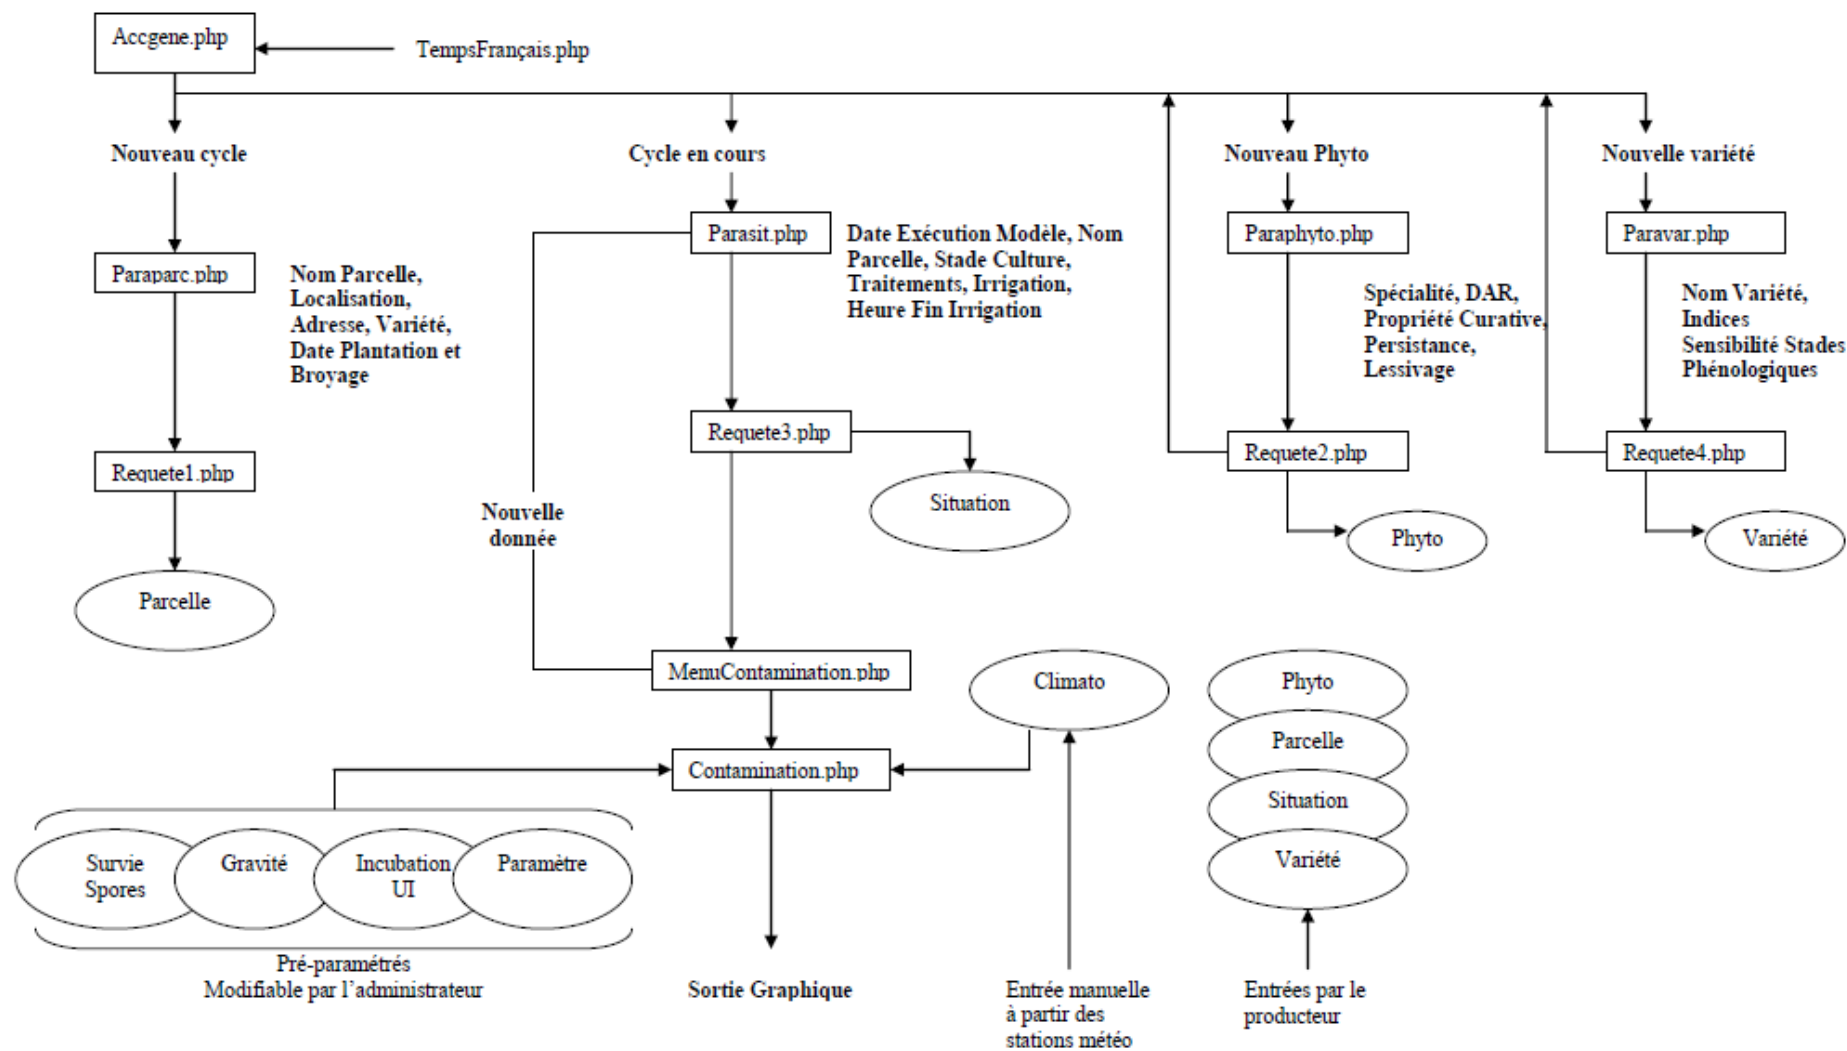 Accgene.php
TempsFrançais.php
Nouveau cycle
Cycle en cours
Nouveau Phyto
Nouvelle variété
Paraparc.php
Nom Parcelle,
Localisation,
Adresse, Variété,
Date Plantation et
Broyage
Parasit.php
Date Exécution Modèle, Nom
Parcelle, Stade Culture,
Traitements, Irrigation,
Heure Fin Irrigation
Paraphyto.php
Spécialité, DAR,
Propriété Curative,
Persistance,
Lessivage
Paravar.php
Nom Variété,
Indices
Sensibilité Stades
Phénologiques
Requete1.php
Requete3.php
Requete2.php
Requete4.php
Nouvelle
donnée
Situation
Phyto
Variété
Parcelle
MenuContamination.php
Climato
Phyto
Parcelle
Situation
Variété
Contamination.php
Survie
Spores
Gravité
Incubation
UI
Paramètre
Pré-paramétrés
Modifiable par l’administrateur
Sortie Graphique
Entrée manuelle
à partir des
stations météo
Entrées par le
producteur